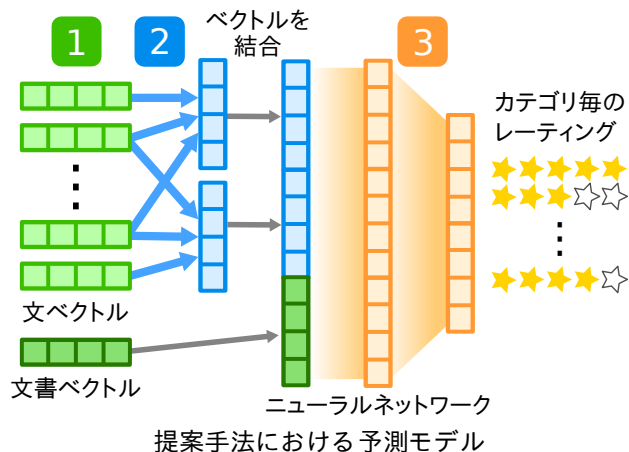 1
2
ベクトルを
結合
3
カテゴリ毎の
レーティング
文ベクトル
文書ベクトル
ニューラルネットワーク
提案手法における予測モデル